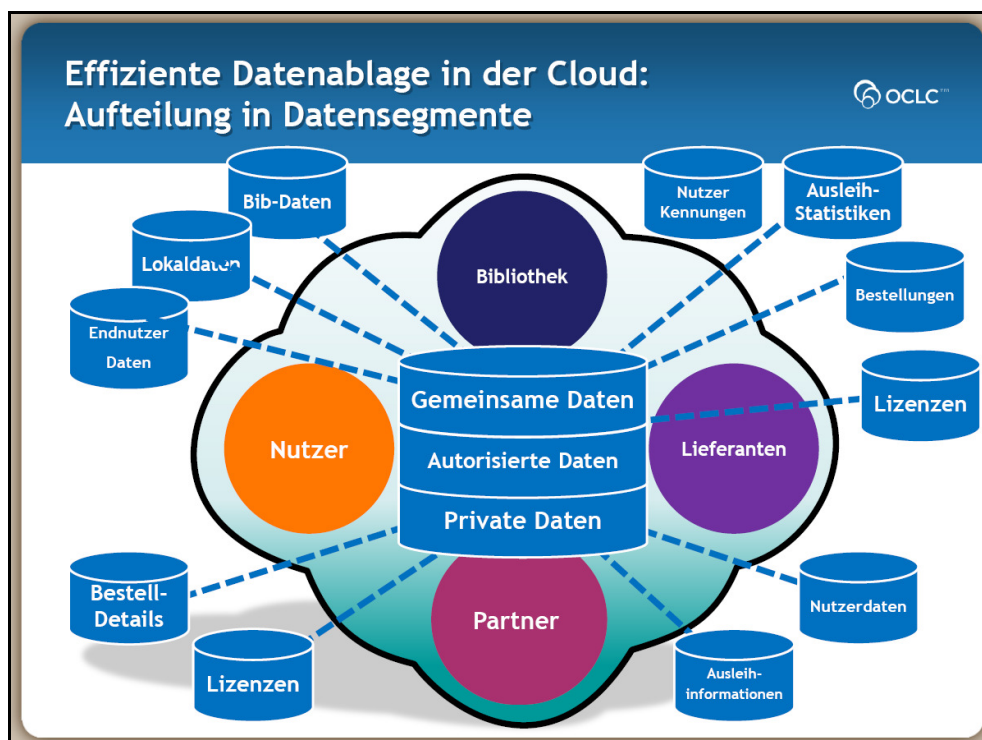 Effiziente Datenablage in der Cloud:
Aufteilung in Datensegmente
OCLC™
Bib-Daten
Nutzer
Kennungen
Ausleih-
Statistiken
Lokaldaten
Bibliothek
Bestellungen
Endnutzer
Daten
Gemeinsame Daten
Lizenzen
Nutzer
Autorisierte Daten
Lieferanten
Private Daten
Bestell-
Details
Partner
Nutzerdaten
Lizenzen
Ausleih-
informationen